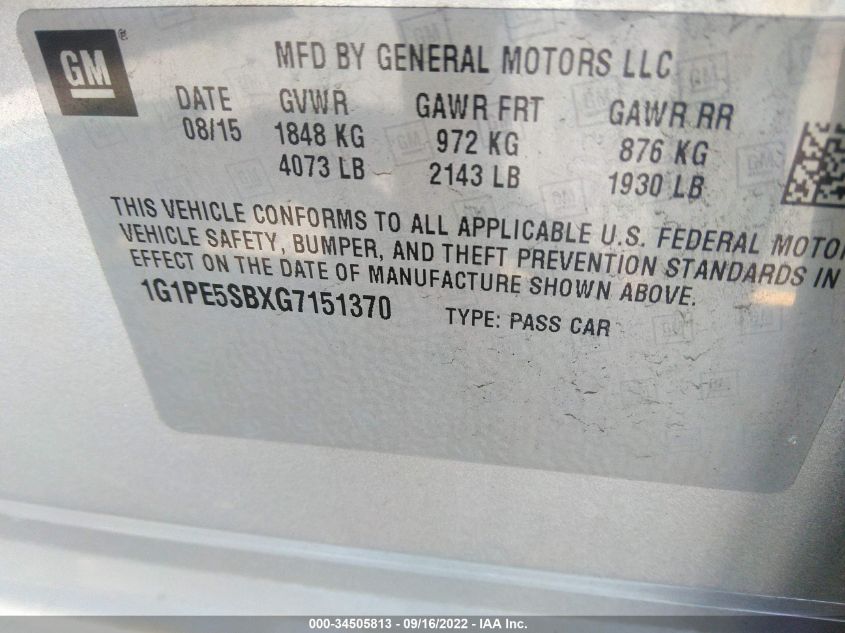 GM
MFD BY GENERAL MOTORS LLC
DATE GVWR GAWR FRT GAWR RR
08/15 1848 KG 972 KG 876 KG
4073 LB 2143 LB 1930 LB
THIS VEHICLE CONFORMS TO ALL APPLICABLE U.S. FEDERAL MOTO
VEHICLE SAFETY, BUMPER, AND THEFT PREVENTION STANDARDS IN
EFFECT ON THE DATE OF MANUFACTURE SHOWN ABOVE.
1G1PE5SBXG7151370 TYPE: PASS CAR
000-34505813 - 09/16/2022 - IAA Inc.